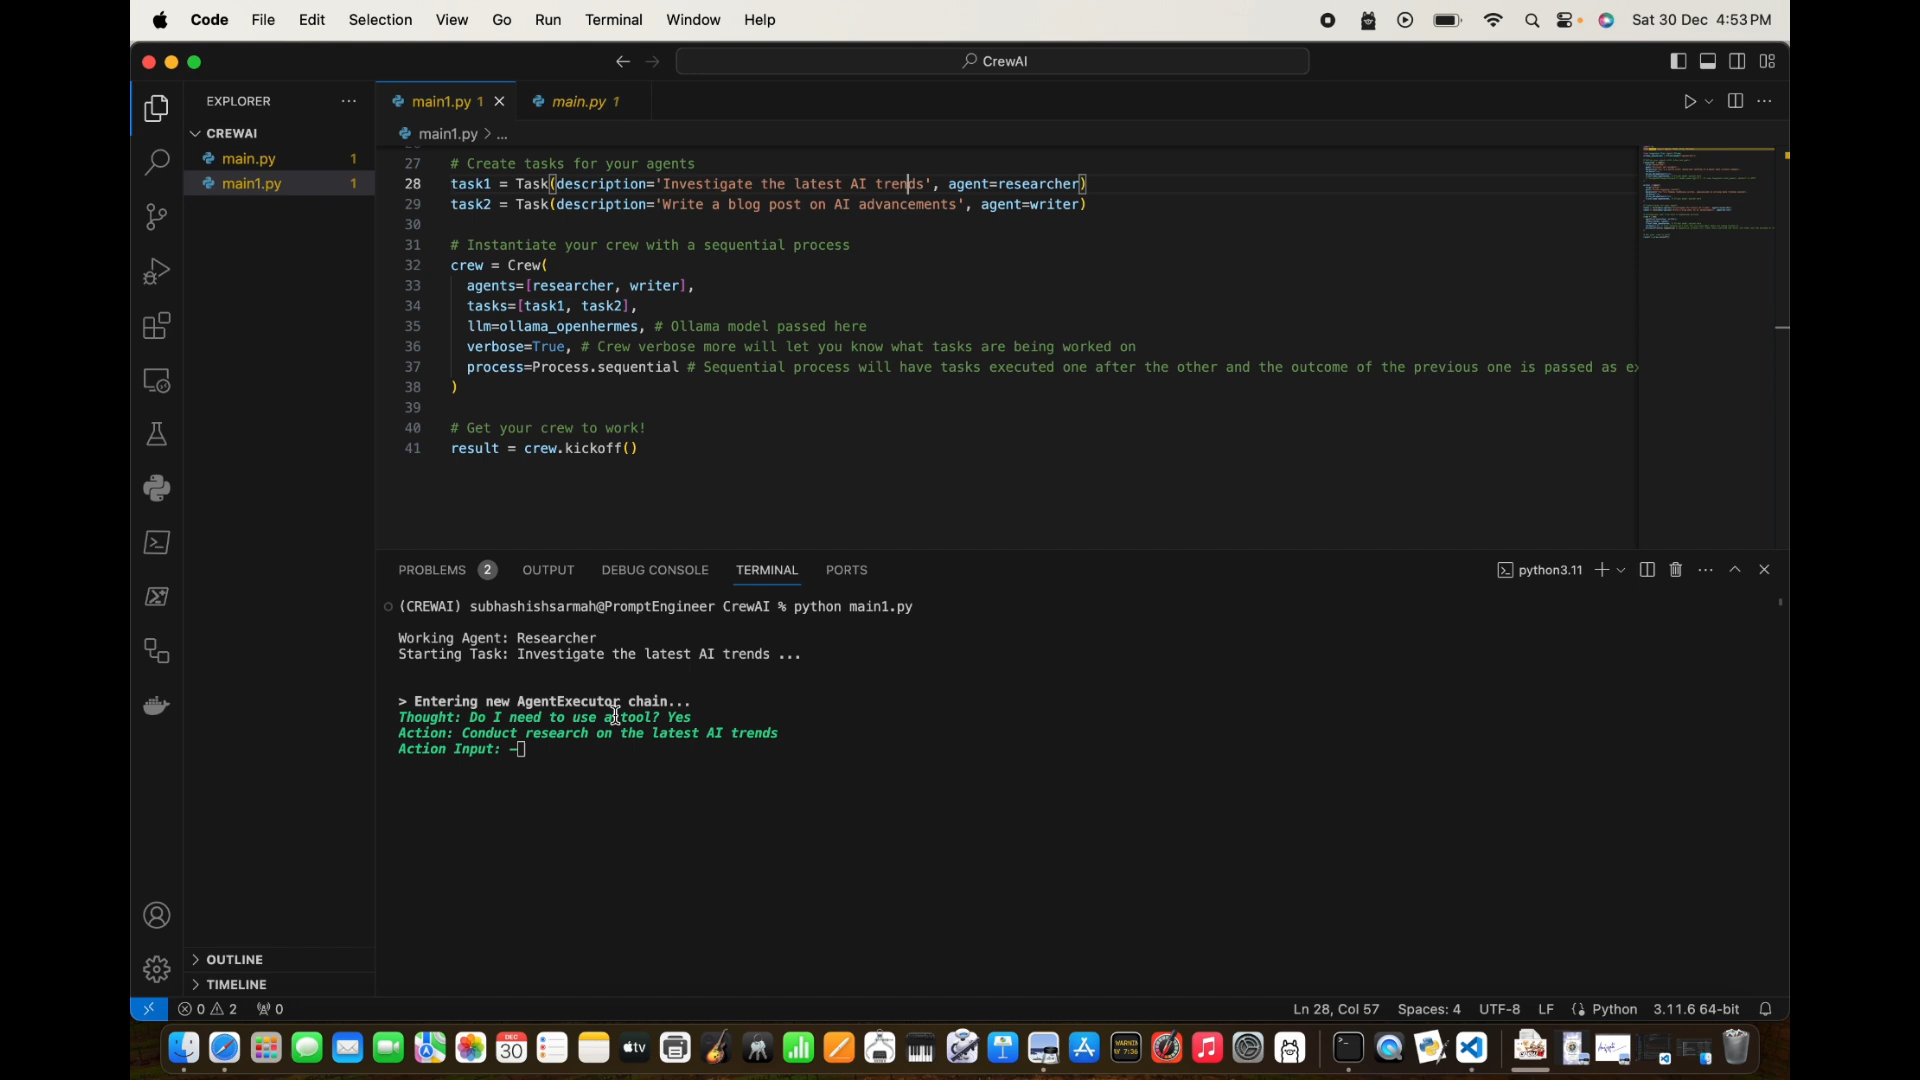 Code File Edit Selection View Go Run Terminal Window Help Sat 30 Dec 4:53 PM
CrewAI
EXPLORER
CREWAI
main.py 1
main1.py 1
OUTLINE
TIMELINE
main1.py 1 main.py 1
main1.py > ...
27 # Create tasks for your agents
28 task1 = Task(description='Investigate the latest AI trends', agent=researcher)
29 task2 = Task(description='Write a blog post on AI advancements', agent=writer)
30
31 # Instantiate your crew with a sequential process
32 crew = Crew(
33 agents=[researcher, writer],
34 tasks=[task1, task2],
35 llm=ollama_openhermes, # Ollama model passed here
36 verbose=True, # Crew verbose more will let you know what tasks are being worked on
37 process=Process.sequential # Sequential process will have tasks executed one after the other and the outcome of the previous one is passed as
38 )
39
40 # Get your crew to work!
41 result = crew.kickoff()
PROBLEMS 2 OUTPUT DEBUG CONSOLE TERMINAL PORTS python3.11
(CREWAI) subhashishsarmah@PromptEngineer CrewAI % python main1.py
Working Agent: Researcher
Starting Task: Investigate the latest AI trends ...
> Entering new AgentExecutor chain...
Thought: Do I need to use a tool? Yes
Action: Conduct research on the latest AI trends
Action Input: -
0 2 0 Ln 28, Col 57 Spaces: 4 UTF-8 LF Python 3.11.6 64-bit
DEC
30
tv